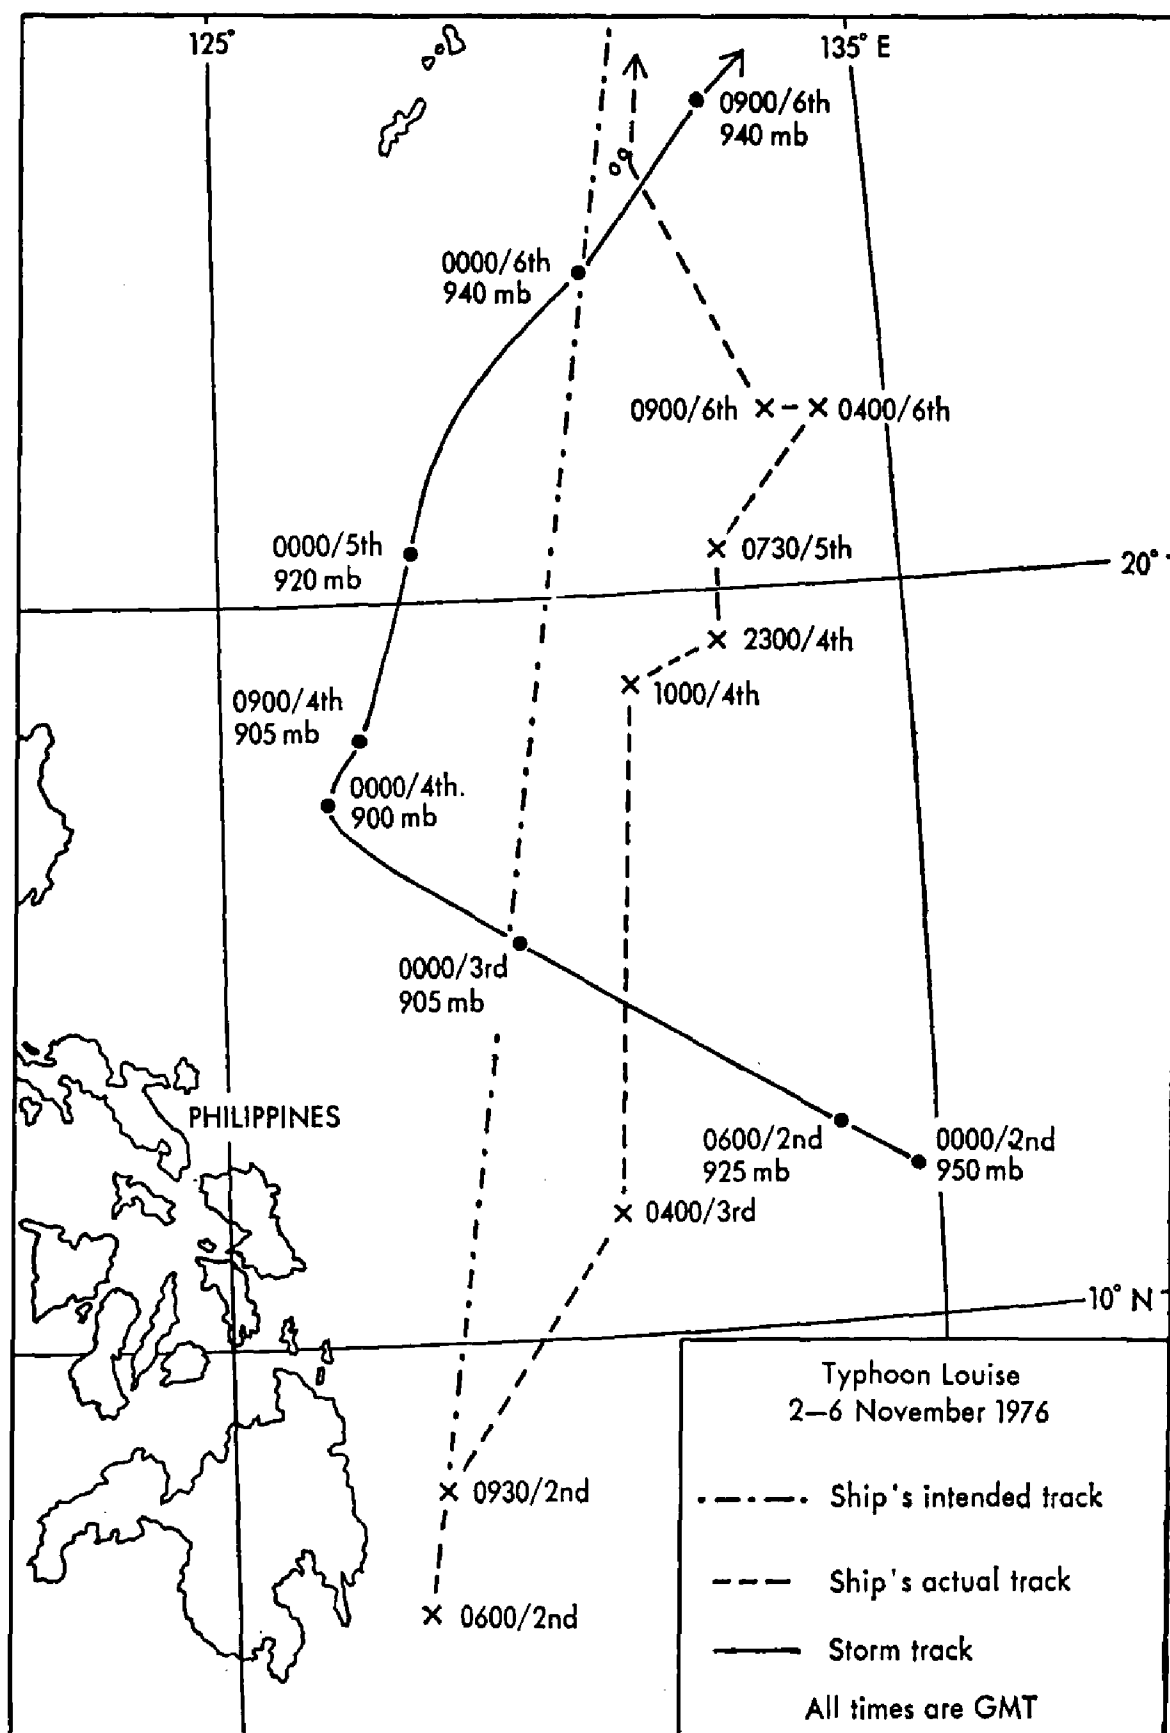 125°
135° E
0900/6th
940 mb
0000/6th
940 mb
0900/6th
0400/6th
0000/5th
920 mb
0730/5th
20°
2300/4th
1000/4th
0900/4th
905 mb
0000/4th.
900 mb
0000/3rd
905 mb
PHILIPPINES
0600/2nd
925 mb
0000/2nd
950 mb
0400/3rd
10° N
Typhoon Louise
2–6 November 1976
0930/2nd
Ship's intended track
Ship's actual track
0600/2nd
Storm track
All times are GMT